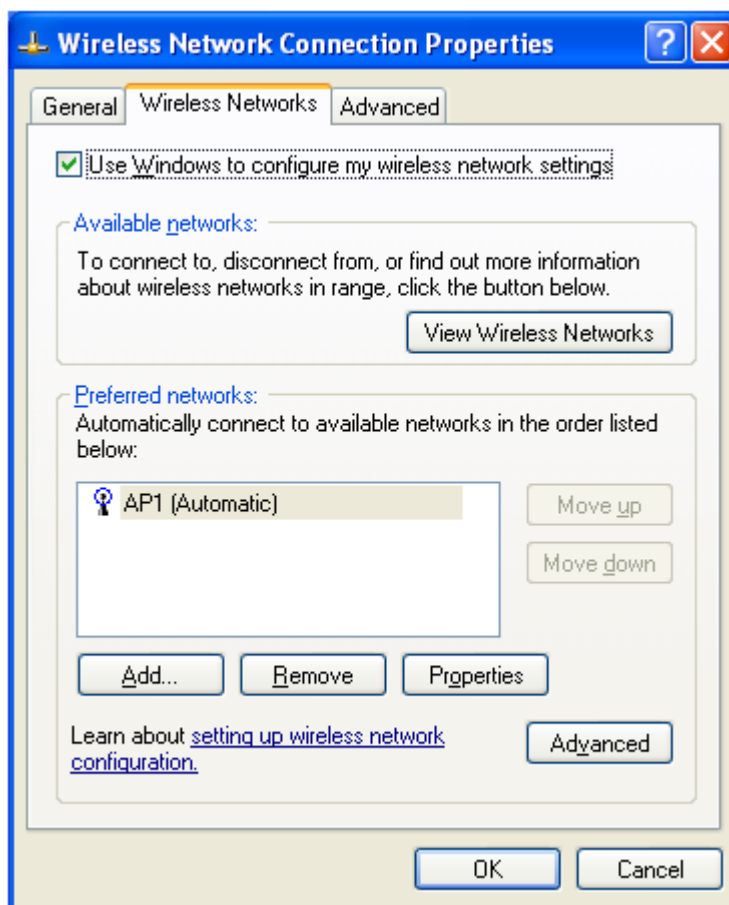 Wireless Network Connection Properties
General
Wireless Networks
Advanced
Use Windows to configure my wireless network settings
Available networks:
To connect to, disconnect from, or find out more information
about wireless networks in range, click the button below.
View Wireless Networks
Preferred networks:
Automatically connect to available networks in the order listed
below:
AP1 (Automatic)
Move up
Move down
Add...
Remove
Properties
Learn about setting up wireless network
configuration.
Advanced
OK
Cancel